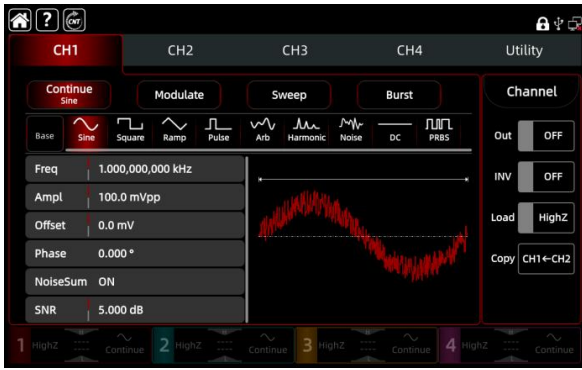 ? CNT
CH1 CH2 CH3 CH4 Utility
Continue
Sine
Modulate Sweep Burst Channel
Base Sine Square Ramp Pulse Arb Harmonic Noise DC PRBS
Out OFF
Freq 1.000,000,000 kHz
INV OFF
Ampl 100.0 mVpp
Offset 0.0 mV
Load HighZ
Phase 0.000 °
Copy CH1←CH2
NoiseSum ON
SNR 5.000 dB
1 HighZ Continue 2 HighZ Continue 3 HighZ Continue 4 HighZ Continue